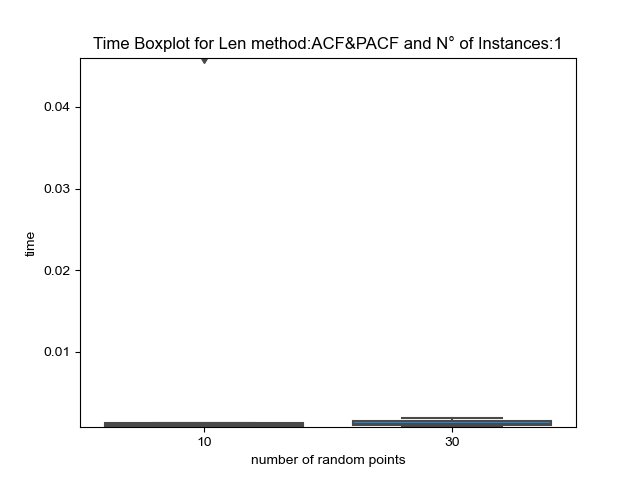 Time Boxplot for Len method:ACF&PACF and N° of Instances:1
0.04
0.03
0.02
0.01
time
10
30
number of random points